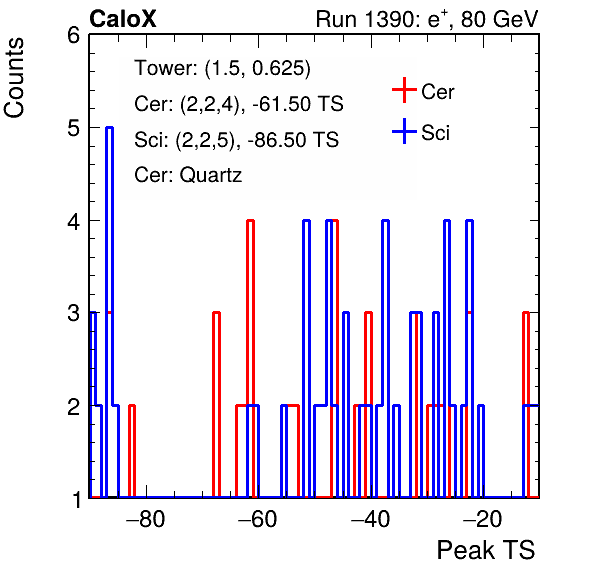 CaloX Run 1390: e⁺, 80 GeV
Counts
6
5
4
3
2
1
Tower: (1.5, 0.625)
Cer: (2,2,4), -61.50 TS
Sci: (2,2,5), -86.50 TS
Cer: Quartz
Cer
Sci
−80 −60 −40 −20
Peak TS